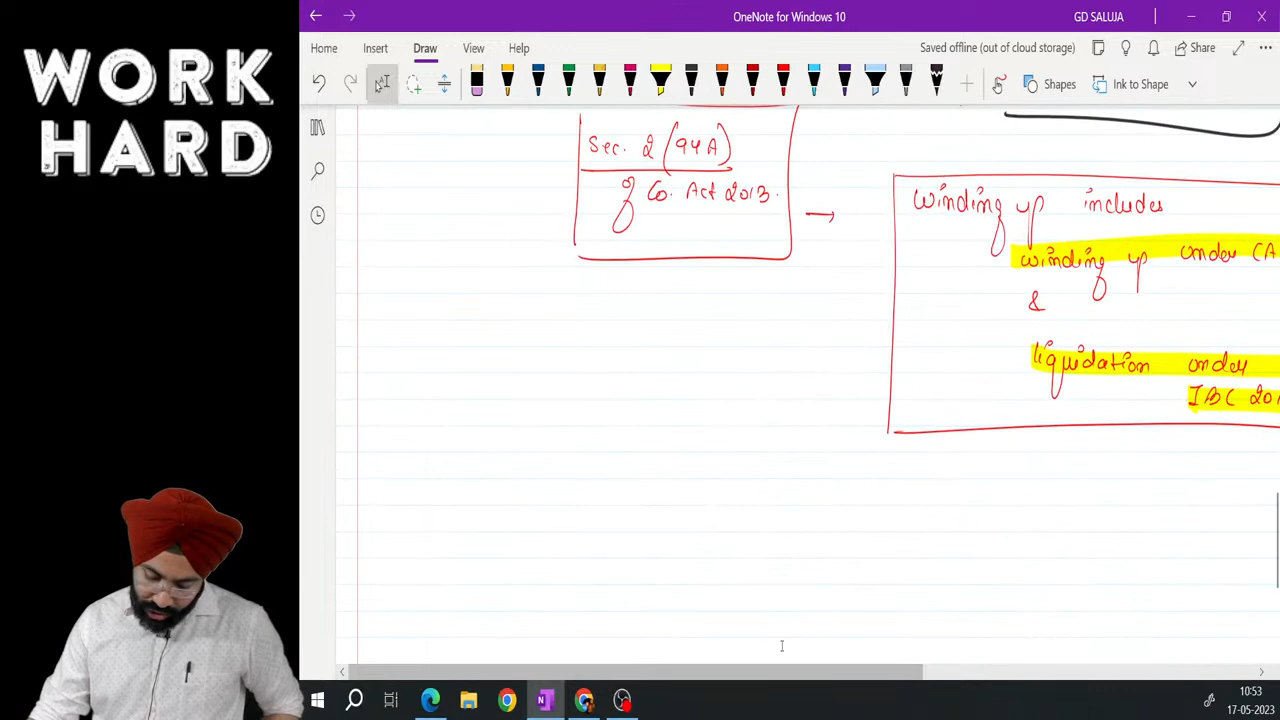 WORK
HARD
OneNote for Windows 10
GD SALUJA
Home
Insert
Draw
View
Help
Saved offline (out of cloud storage)
Share
Shapes
Ink to Shape
Sec. 2 (94A)
of Co. Act 2013.
Winding up includes
winding up under CA
&
liquidation under
IBC 201
10:53
17-05-2023